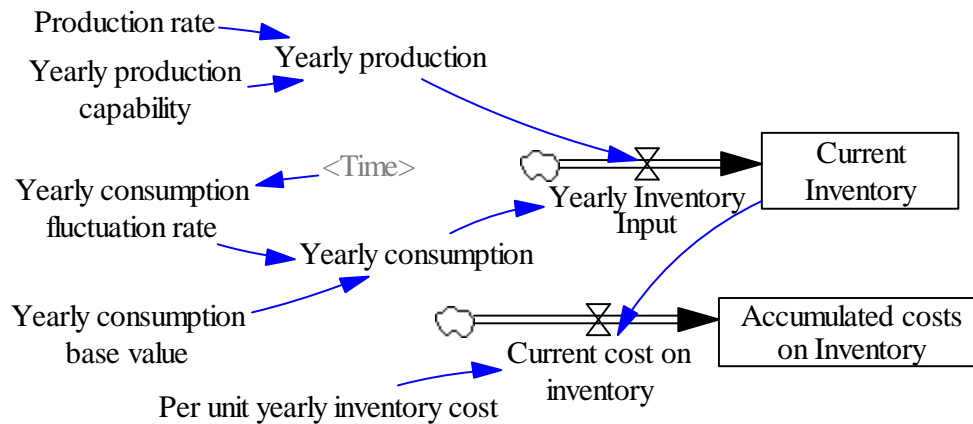 Production rate
Yearly production
Yearly production
capability
<Time>
Current
Inventory
Yearly consumption
fluctuation rate
Yearly Inventory
Input
Yearly consumption
Yearly consumption
base value
Accumulated costs
on Inventory
Current cost on
inventory
Per unit yearly inventory cost